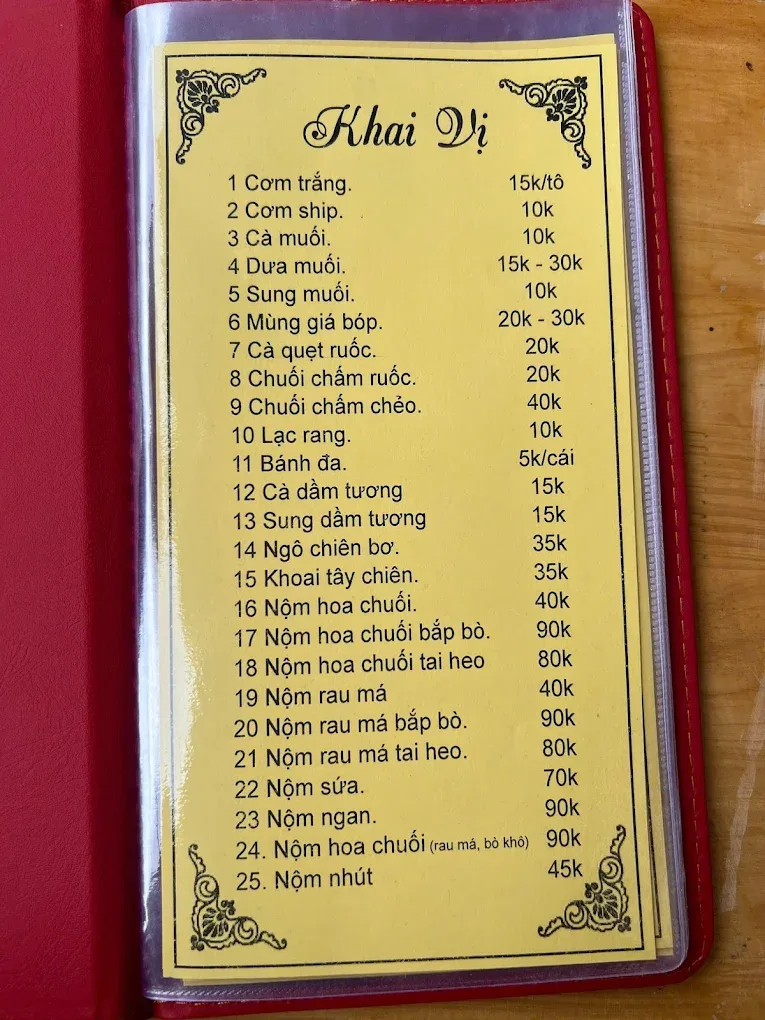 Khai Vị
1 Cơm trắng. 15k/tô
2 Cơm ship. 10k
3 Cà muối. 10k
4 Dưa muối. 15k - 30k
5 Sung muối. 10k
6 Mùng giá bóp. 20k - 30k
7 Cà quẹt ruốc. 20k
8 Chuối chấm ruốc. 20k
9 Chuối chấm chẻo. 40k
10 Lạc rang. 10k
11 Bánh đa. 5k/cái
12 Cà dầm tương 15k
13 Sung dầm tương 15k
14 Ngô chiên bơ. 35k
15 Khoai tây chiên. 35k
16 Nộm hoa chuối. 40k
17 Nộm hoa chuối bắp bò. 90k
18 Nộm hoa chuối tai heo 80k
19 Nộm rau má 40k
20 Nộm rau má bắp bò. 90k
21 Nộm rau má tai heo. 80k
22 Nộm sứa. 70k
23 Nộm ngan. 90k
24. Nộm hoa chuối (rau má, bò khô) 90k
25. Nộm nhút 45k